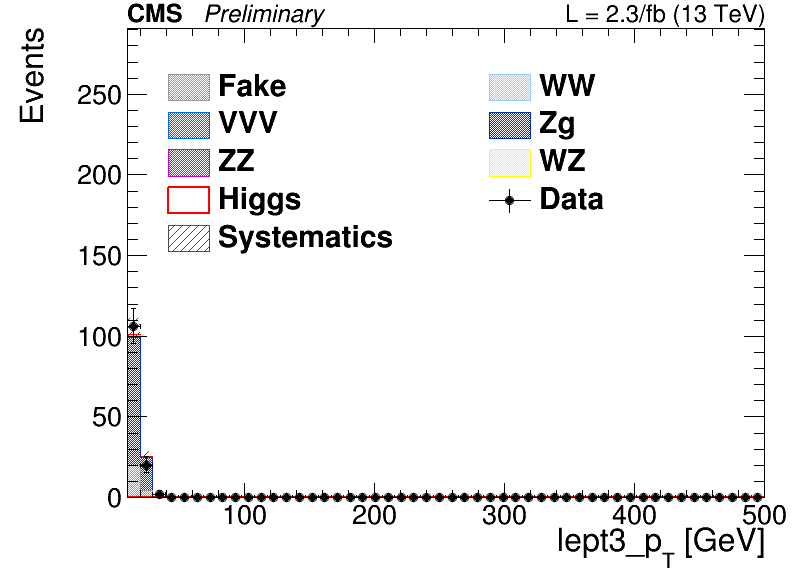 CMS Preliminary L = 2.3/fb (13 TeV)
Events
Fake WW
VVV Zg
ZZ WZ
Higgs Data
Systematics
250
200
150
100
50
0
100 200 300 400 500
lept3_p_T [GeV]